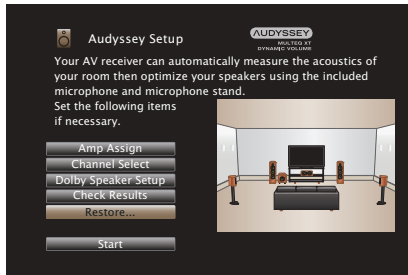 Audyssey Setup
AUDYSSEY
MULTEQ XT
DYNAMIC VOLUME
Your AV receiver can automatically measure the acoustics of
your room then optimize your speakers using the included
microphone and microphone stand.
Set the following items
if necessary.
Amp Assign
Channel Select
Dolby Speaker Setup
Check Results
Restore...
Start